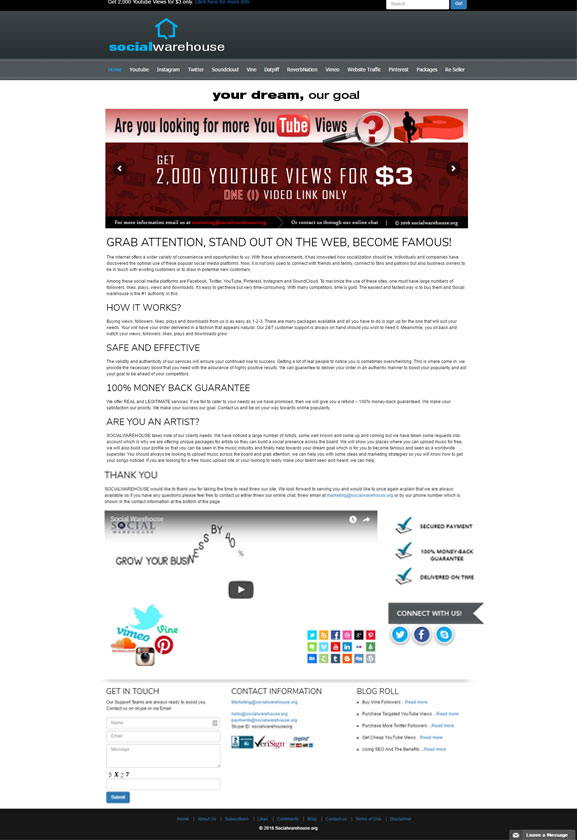 Get 2,000 Youtube Views for $3 only. Click here for more info
Search...
Go!
socialwarehouse
Home Youtube Instagram Twitter Soundcloud Vine Datpiff ReverbNation Vimeo Website Traffic Pinterest Packages Re Seller
your dream, our goal
Are you looking for more YouTube Views
GET
2,000 YOUTUBE VIEWS FOR $3
ONE (1) VIDEO LINK ONLY
For more information email us at marketing@socialwarehouse.org Or contact us through our online chat | © 2016 socialwarehouse.org
GRAB ATTENTION, STAND OUT ON THE WEB, BECOME FAMOUS!
The internet offers a wider variety of convenience and opportunities to us. With these advancements, it has innovated how socialization should be. Individuals and companies have
discovered the optimal use of these popular social media platforms. Now, it is not only used to connect with friends and family, connect to fans and patrons but also business owners to
be in touch with existing customers or to draw in potential new customers.
Among these social media platforms are Facebook, Twitter, YouTube, Pinterest, Instagram and SoundCloud. To maximize the use of these sites, one must have large numbers of
followers, likes, plays, views and downloads. It's easy to get these but very time-consuming. With many competitors, time is gold. The easiest and fastest way is to buy them and Social
warehouse is the #1 authority in this.
HOW IT WORKS?
Buying views, followers, likes, plays and downloads from us is as easy as 1-2-3. There are many packages available and all you have to do is sign up for the one that will suit your
needs. Your will have your order delivered in a fashion that appears natural. Our 24/7 customer support is always on hand should you wish to need it. Meanwhile, you sit back and
watch your views, followers, likes, plays and downloads grow.
SAFE AND EFFECTIVE
The validity and authenticity of our services will ensure your continued rise to success. Getting a lot of real people to notice you is sometimes overwhelming. This is where come in, we
provide the necessary boost that you need with the assurance of highly positive results. We can guarantee to deliver your order in an authentic manner to boost your popularity and aid
your goal to be ahead of your competitors.
100% MONEY BACK GUARANTEE
We offer REAL and LEGITIMATE services. If we fail to cater to your needs as we have promised, then we will give you a refund – 100% money-back guaranteed. We make your
satisfaction our priority. We make your success our goal. Contact us and be on your way towards online popularity.
ARE YOU AN ARTIST?
SOCIALWAREHOUSE takes note of our clients needs. We have noticed a large number of Artists, some well known and some up and coming but we have taken some requests into
account which is why we are offering unique packages for artists so they can build a social presence across the board. We will show you places where you can upload music for free,
we will also build your profile so that you can be seen in the music industry and finally help towards your dream goal which is for you to become famous and seen as a worldwide
superstar. You should always be looking to upload music across the board and grab attention, we can help you with some ideas and marketing strategies so you will know how to get
your songs noticed. If you are looking for a free music upload site or your looking to really make your talent seen and heard, we can help.
THANK YOU
SOCIALWAREHOUSE would like to thank you for taking the time to read threw our site. We look forward to serving you and would like to once again explain that we are always
available so if you have any questions please feel free to contact us either threw our online chat, threw email at marketing@socialwarehouse.org or by our phone number which is
shown in the contact information at the bottom of the page.
Social Warehouse
SOCIAL
WAREHOUSE
GROW YOUR BUSINESS BY 40 %
vimeo
Vine
SOUNDCLOUD
SECURED PAYMENT
100% MONEY-BACK
GUARANTEE
DELIVERED ON TIME
CONNECT WITH US!
GET IN TOUCH
Our Support Teams are always ready to assist you.
Contact us on skype or via Email
Name
Email
Message
5 X 2 7
Submit
CONTACT INFORMATION
Marketing@socialwarehouse.org
hello@socialwarehouse.org
payments@socialwarehouse.org
Skype ID: socialwarehouseorg
BBB
VeriSign
PayPal
BLOG ROLL
Buy Vine Followers ...Read more
Purchase Targeted YouTube Views ...Read more
Purchase More Twitter Followers ...Read more
Get Cheap YouTube Views ...Read more
Using SEO And The Benefits ...Read more
Home | About Us | Subscribers | Likes | Comments | Blog | Contact us | Terms of Use | Disclaimer
© 2016 Socialwarehouse.org
Leave a Message